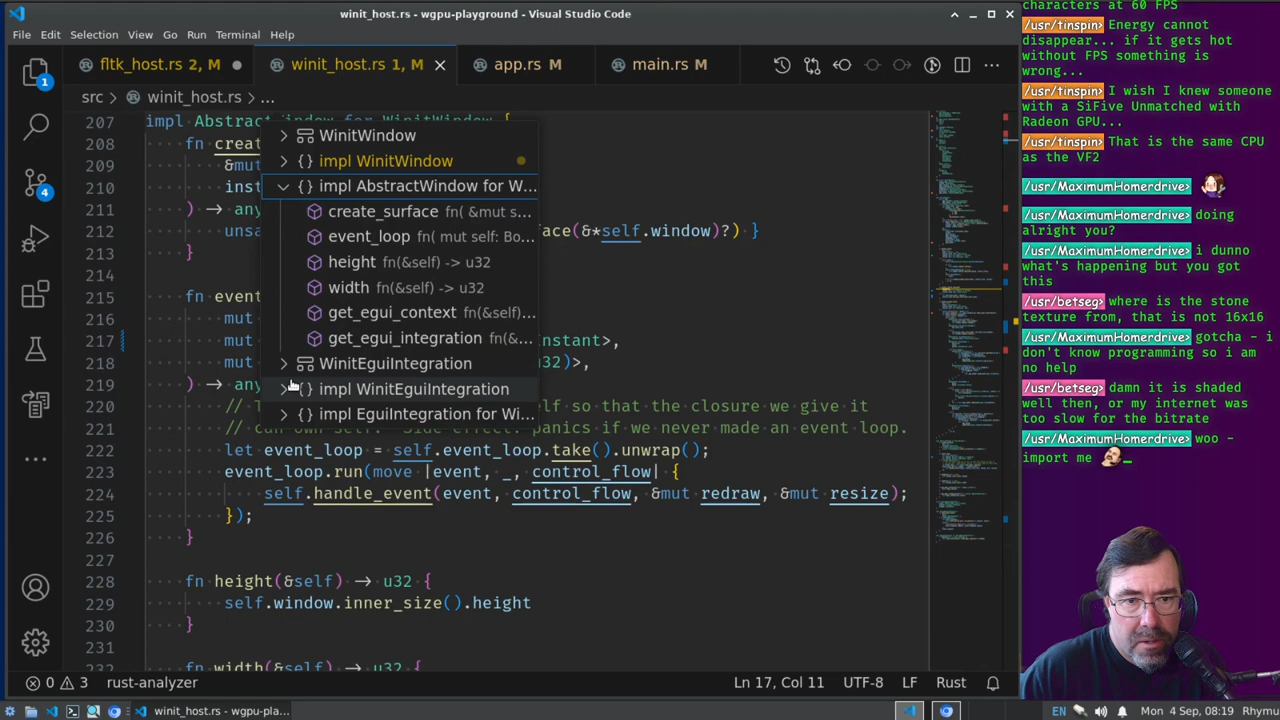 winit_host.rs - wgpu-playground - Visual Studio Code
File Edit Selection View Go Run Terminal Help
fltk_host.rs 2, M
winit_host.rs 1, M
app.rs M
main.rs M
src > winit_host.rs > ...
207 impl Abstract Window for WinitWindow {
WinitWindow
208 fn creat
209 &mut
{} impl WinitWindow
210 inst
{} impl AbstractWindow for W...
211 ) → any
create_surface fn( &mut s...
212 un
event_loop fn( mut self: Bo...
ace(&*self.window)?) }
213 }
height fn(&self) -> u32
214
width fn(&self) -> u32
215 fn even
216 mut
get_egui_context fn(&self)...
217 mut
get_egui_integration fn(&...
nstant>,
218 mut
WinitEguiIntegration
32)>,
219 ) → any
{} impl WinitEguiIntegration
220 //
{} impl EguiIntegration for Wi...
f so that the closure we give it
221 // own self
anics if we never made an event loop.
222 let event_loop = self.event_loop.take().unwrap();
223 event_loop.run(move |event, _, control_flow| {
224 self.handle_event(event, control_flow, &mut redraw, &mut resize);
225 });
226 }
227
228 fn height(&self) → u32 {
229 self.window.inner_size().height
230 }
231
232 fn width(&self) → u32 {
1
4
0 3 rust-analyzer
Ln 17, Col 11 UTF-8 LF Rust
winit_host.rs - wgpu-pla...
EN Mon 4 Sep, 08:19 Rhymu
characters at 60 FPS
/usr/tinspin> Energy cannot
disappear... if it gets hot
without FPS something is
wrong...
/usr/tinspin> I wish I knew someone
with a SiFive Unmatched with
Radeon GPU...
/usr/tinspin> That is the same CPU
as the VF2
/usr/MaximumHomerdrive>
/usr/MaximumHomerdrive> doing
alright you?
/usr/MaximumHomerdrive> i dunno
what's happening but you got
this
/usr/betseg> where is the stone
texture from, that is not 16x16
/usr/MaximumHomerdrive> gotcha - i
don't know programming so i am
no help
/usr/betseg> damn it is shaded
well then, or my internet was
too slow for the bitrate
/usr/MaximumHomerdrive> woo -
import me